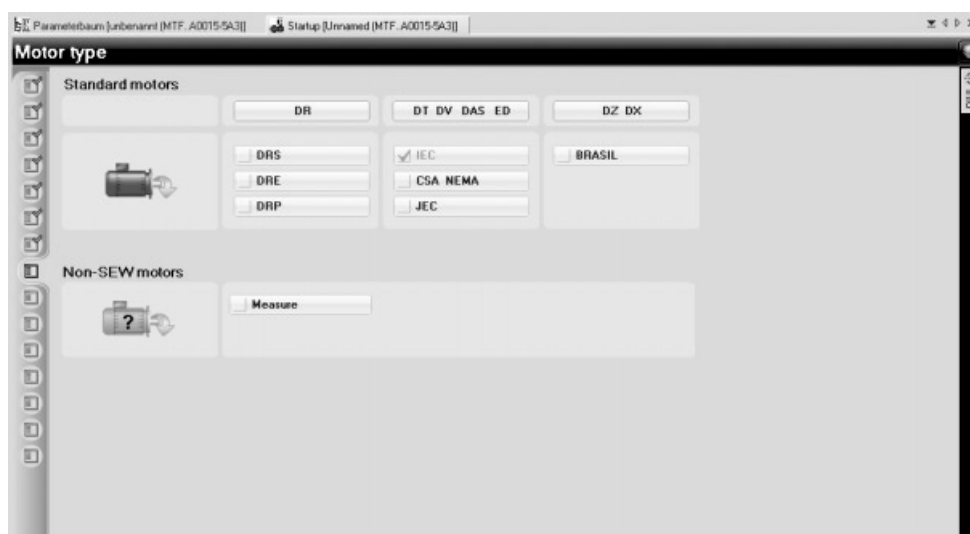 Parameterbaum [unbenannt (MTF..A0015-5A3)] Startup [Unnamed (MTF..A0015-5A3)]
Motor type
Standard motors
DR DT DV DAS ED DZ DX
DRS IEC BRASIL
DRE CSA NEMA
DRP JEC
Non-SEW motors
? Measure